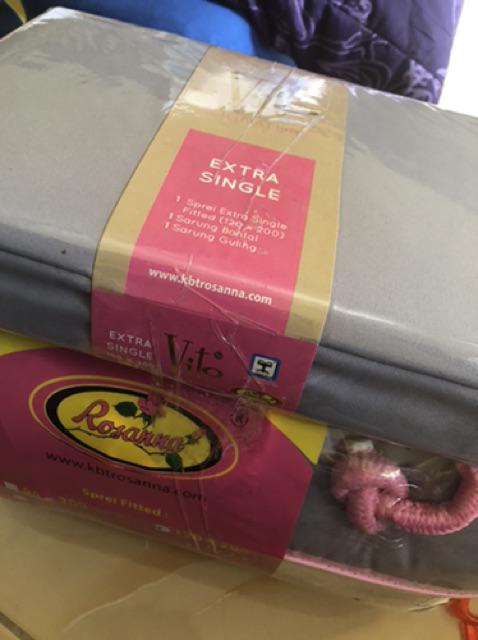 Vito
EXTRA
SINGLE
1 Sprei Extra Single
Fitted (120 x 200)
1 Sarung Bantal
1 Sarung Guling
www.kbtrosanna.com
EXTRA
SINGLE
Vito
Rosanna
www.kbtrosanna.com
Sprei Fitted